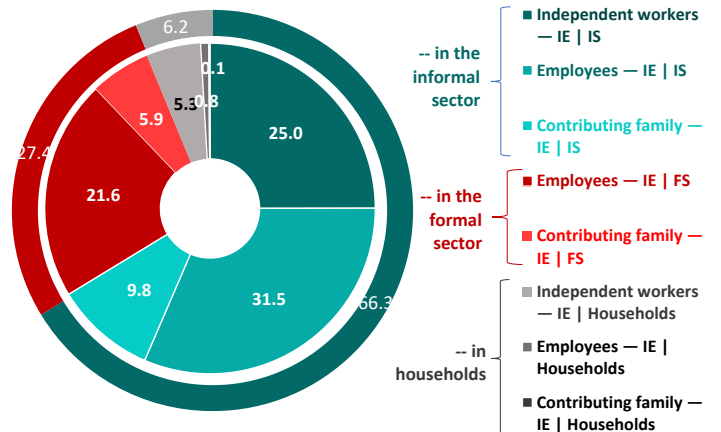 6.2
0.1
5.3
0.8
5.9
25.0
27.4
21.6
9.8
31.5
66.3
-- in the
informal
sector
Independent workers
— IE | IS
Employees — IE | IS
Contributing family —
IE | IS
-- in the
formal
sector
Employees — IE | FS
Contributing family —
IE | FS
-- in
households
Independent workers
— IE | Households
Employees — IE |
Households
Contributing family —
IE | Households